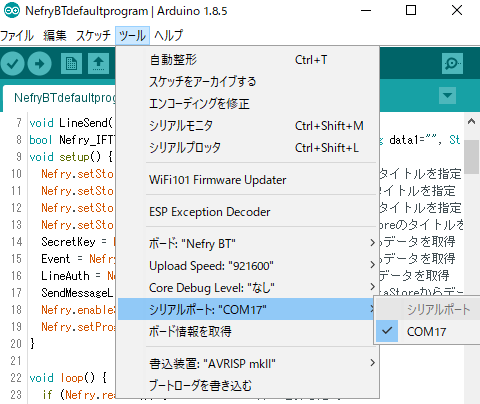 NefryBTdefaultprogram | Arduino 1.8.5
ファイル 編集 スケッチ ツール ヘルプ
自動整形 Ctrl+T
スケッチをアーカイブする
エンコーディングを修正
シリアルモニタ Ctrl+Shift+M
シリアルプロッタ Ctrl+Shift+L
WiFi101 Firmware Updater
ESP Exception Decoder
ボード: "Nefry BT"
Upload Speed: "921600"
Core Debug Level: "なし"
シリアルポート: "COM17"
シリアルポート
COM17
ボード情報を取得
書込装置: "AVRISP mkII"
ブートローダを書き込む
NefryBTdefaultprogram
7 void LineSend(
8 bool Nefry_IFTT data1="", St
9 void setup() {
10 Nefry.setSto タイトルを指定
11 Nefry.setSto タイトルを指定
12 Nefry.setSto タイトルを指定
13 Nefry.setSto oreのタイトルを
14 SecretKey = N らデータを取得
15 Event = Nefry データを取得
16 LineAuth = Ne データを取得
17 SendMessageL aStoreからデー
18 Nefry.enableS
19 Nefry.setProg
20 }
21
22 void loop() {
23 if (Nefry.rea